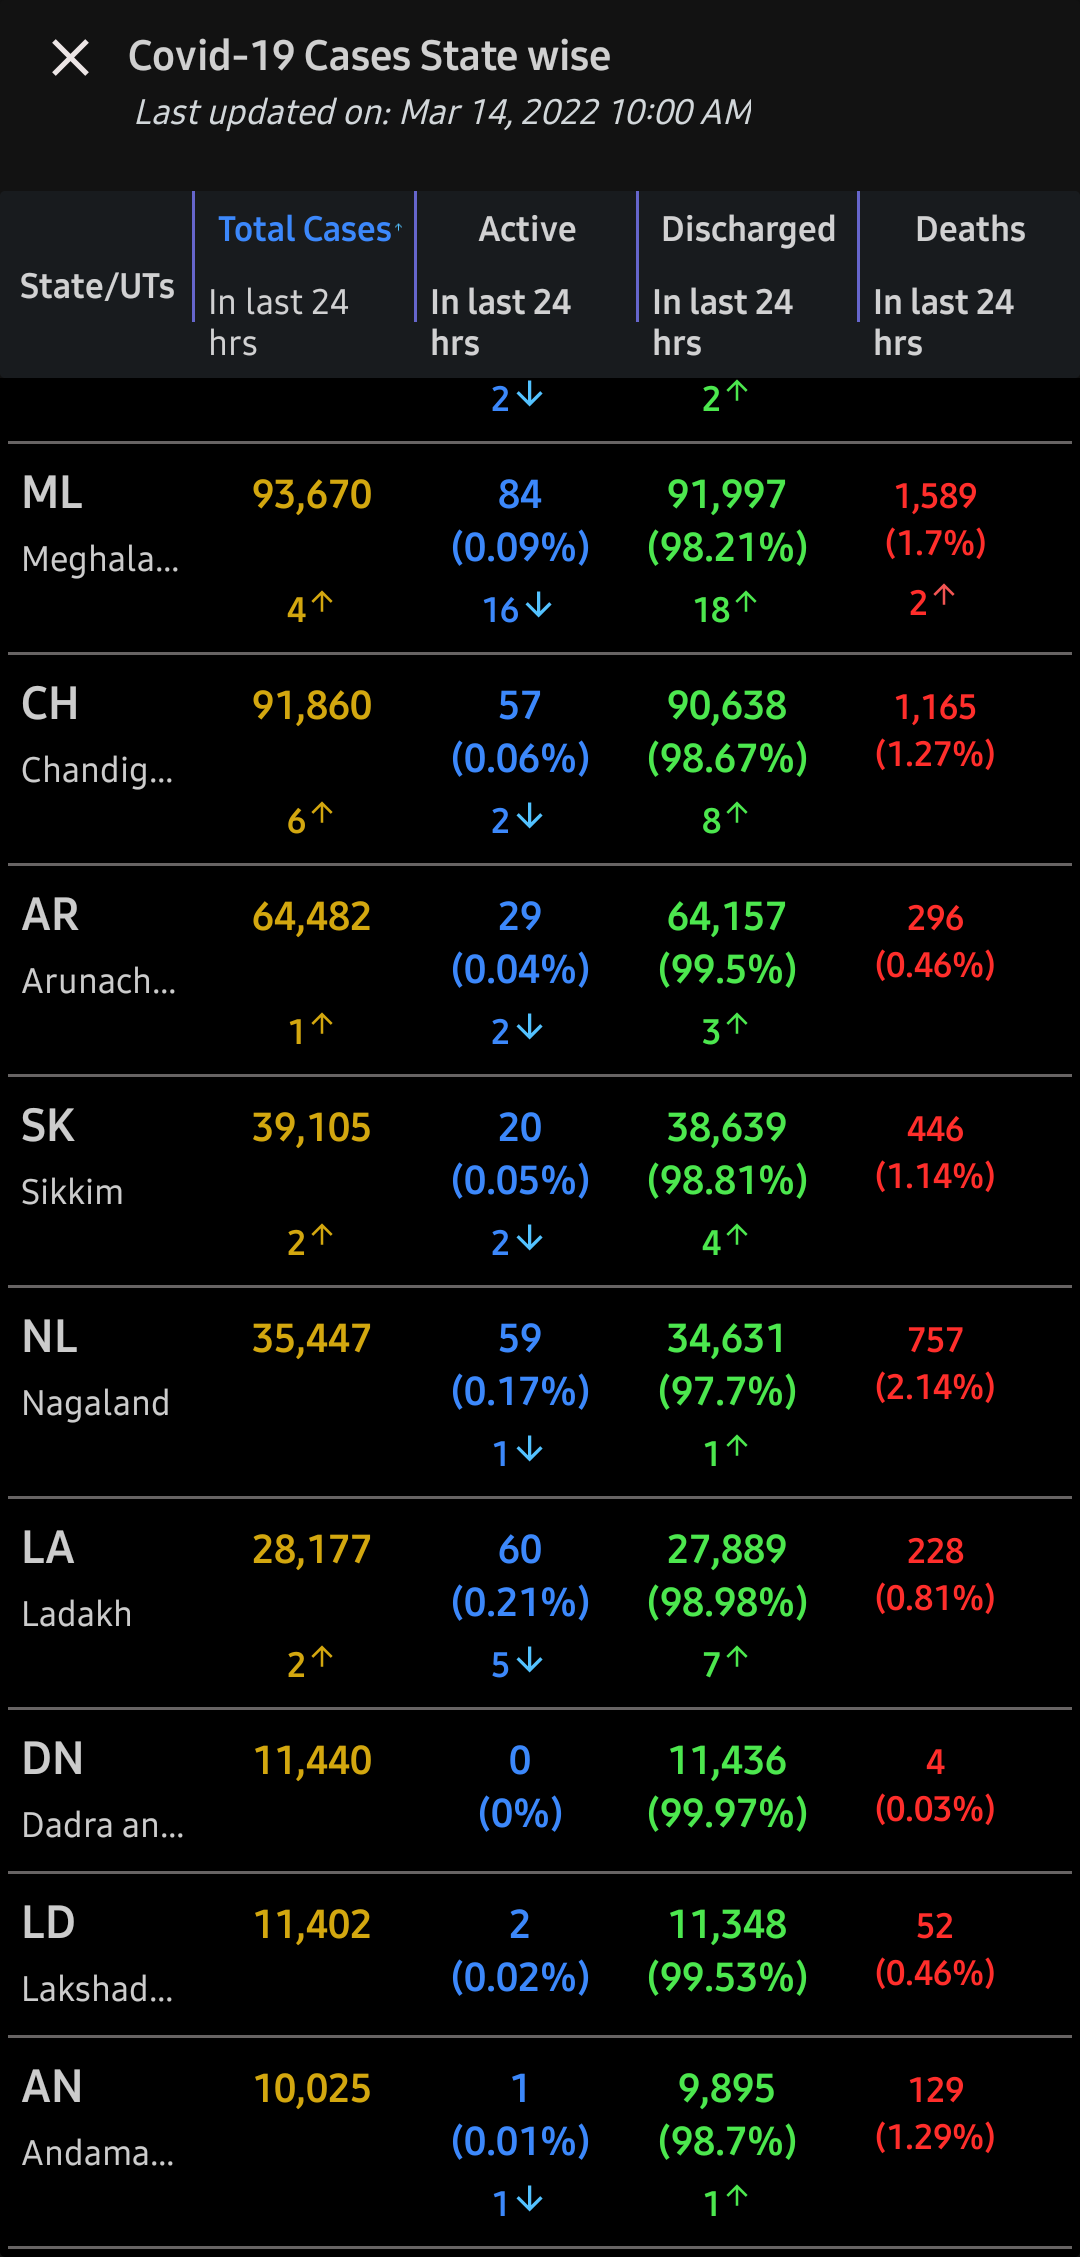 Covid-19 Cases State wise
Last updated on: Mar 14, 2022 10:00 AM
State/UTs
Total Cases↑
In last 24
hrs
Active
In last 24
hrs
Discharged
In last 24
hrs
Deaths
In last 24
hrs
2↓ 2↑
ML 93,670 84 91,997 1,589
Meghala... (0.09%) (98.21%) (1.7%)
4↑ 16↓ 18↑ 2↑
CH 91,860 57 90,638 1,165
Chandig... (0.06%) (98.67%) (1.27%)
6↑ 2↓ 8↑
AR 64,482 29 64,157 296
Arunach... (0.04%) (99.5%) (0.46%)
1↑ 2↓ 3↑
SK 39,105 20 38,639 446
Sikkim (0.05%) (98.81%) (1.14%)
2↑ 2↓ 4↑
NL 35,447 59 34,631 757
Nagaland (0.17%) (97.7%) (2.14%)
1↓ 1↑
LA 28,177 60 27,889 228
Ladakh (0.21%) (98.98%) (0.81%)
2↑ 5↓ 7↑
DN 11,440 0 11,436 4
Dadra an... (0%) (99.97%) (0.03%)
LD 11,402 2 11,348 52
Lakshad... (0.02%) (99.53%) (0.46%)
AN 10,025 1 9,895 129
Andama... (0.01%) (98.7%) (1.29%)
1↓ 1↑